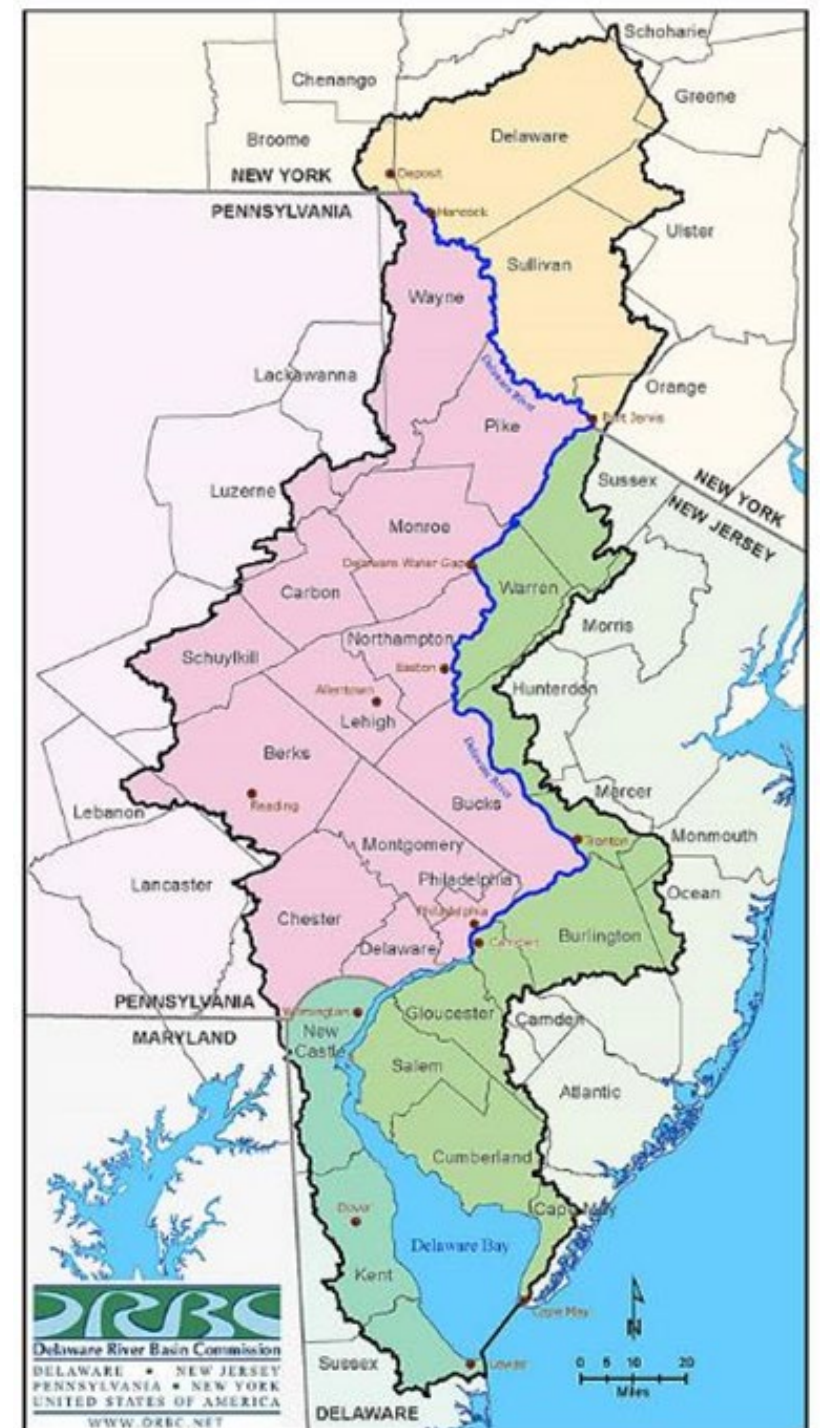 Schoharie
Chenango
Greene
Delaware
Broome
Deposit
NEW YORK
PENNSYLVANIA
Hancock
Ulster
Sullivan
Wayne
Delaware River
Lackawanna
Orange
Port Jervis
Pike
Sussex
NEW YORK
NEW JERSEY
Luzerne
Monroe
Delaware Water Gap
Warren
Carbon
Morris
Northampton
Schuylkill
Easton
Allentown
Hunterdon
Lehigh
Berks
Delaware River
Reading
Bucks
Mercer
Lebanon
Trenton
Monmouth
Montgomery
Philadelphia
Lancaster
Ocean
Philadelphia
Chester
Burlington
Camden
Delaware
PENNSYLVANIA
Wilmington
Gloucester
Camden
MARYLAND
New
Castle
Salem
Atlantic
Cumberland
Dover
Cape May
Delaware Bay
Kent
Cape May
N
Sussex
Lewes
0 5 10 20
Miles
DELAWARE
DRBC
Delaware River Basin Commission
DELAWARE • NEW JERSEY
PENNSYLVANIA • NEW YORK
UNITED STATES OF AMERICA
WWW.DRBC.NET